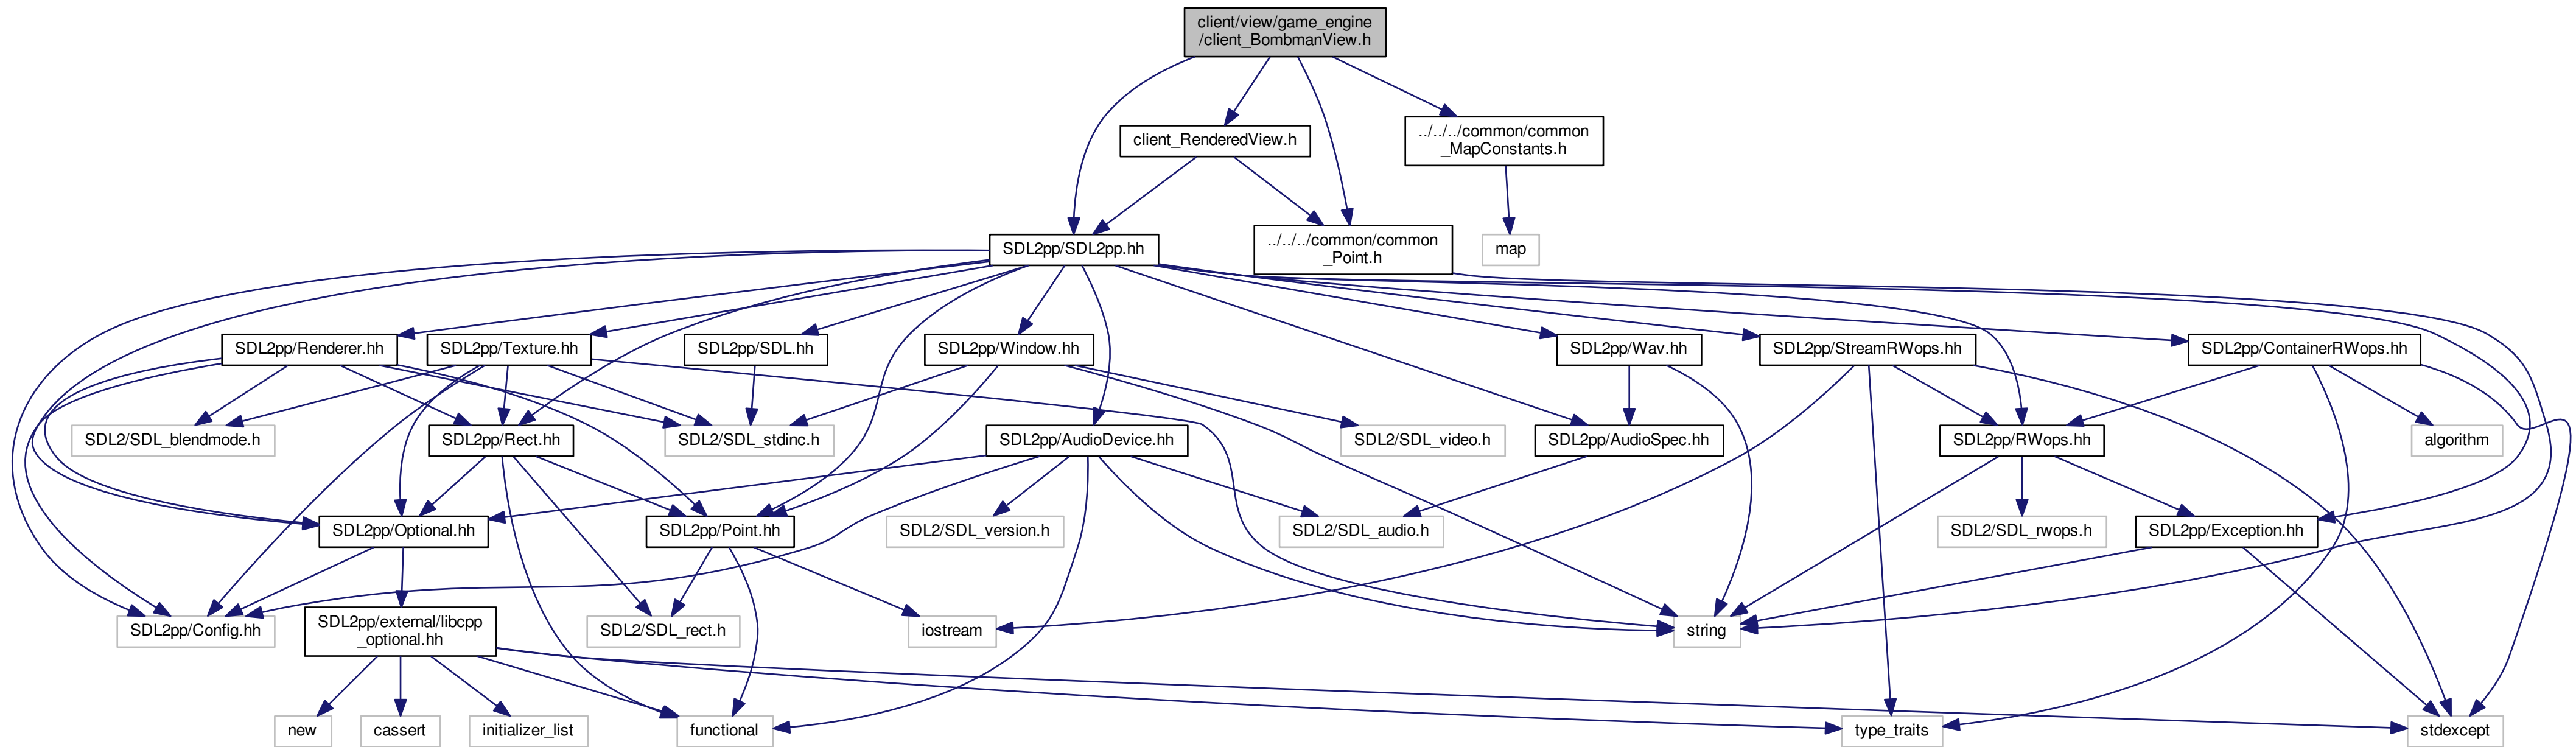 client/view/game_engine
/client_BombmanView.h
client_RenderedView.h
../../../common/common
_MapConstants.h
SDL2pp/SDL2pp.hh
../../../common/common
_Point.h
map
SDL2pp/Renderer.hh
SDL2pp/Texture.hh
SDL2pp/SDL.hh
SDL2pp/Window.hh
SDL2pp/Wav.hh
SDL2pp/StreamRWops.hh
SDL2pp/ContainerRWops.hh
SDL2/SDL_blendmode.h
SDL2pp/Rect.hh
SDL2/SDL_stdinc.h
SDL2pp/AudioDevice.hh
SDL2/SDL_video.h
SDL2pp/AudioSpec.hh
SDL2pp/RWops.hh
algorithm
SDL2pp/Optional.hh
SDL2pp/Point.hh
SDL2/SDL_version.h
SDL2/SDL_audio.h
SDL2/SDL_rwops.h
SDL2pp/Exception.hh
SDL2pp/Config.hh
SDL2pp/external/libcpp
_optional.hh
SDL2/SDL_rect.h
iostream
string
new
cassert
initializer_list
functional
type_traits
stdexcept